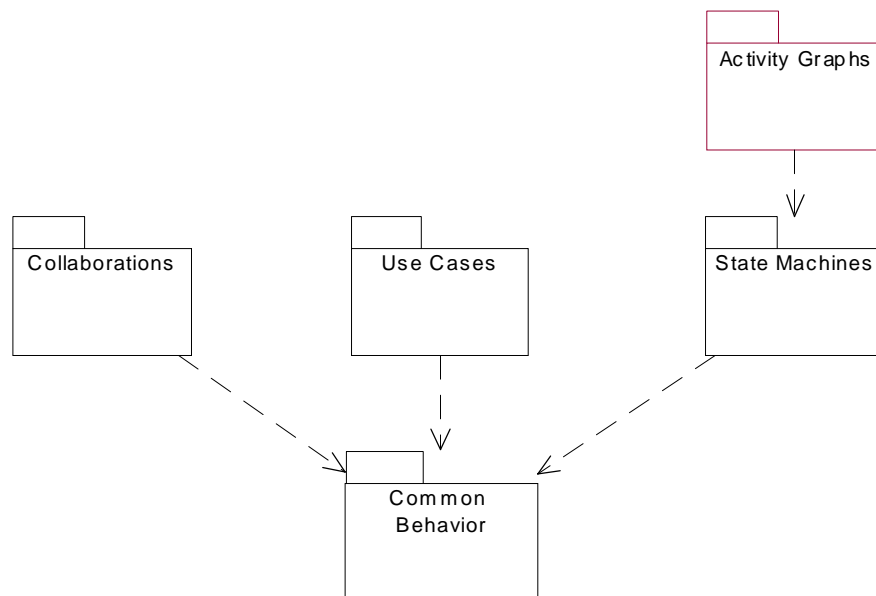 Activity Graphs
Collaborations
Use Cases
State Machines
Common
Behavior